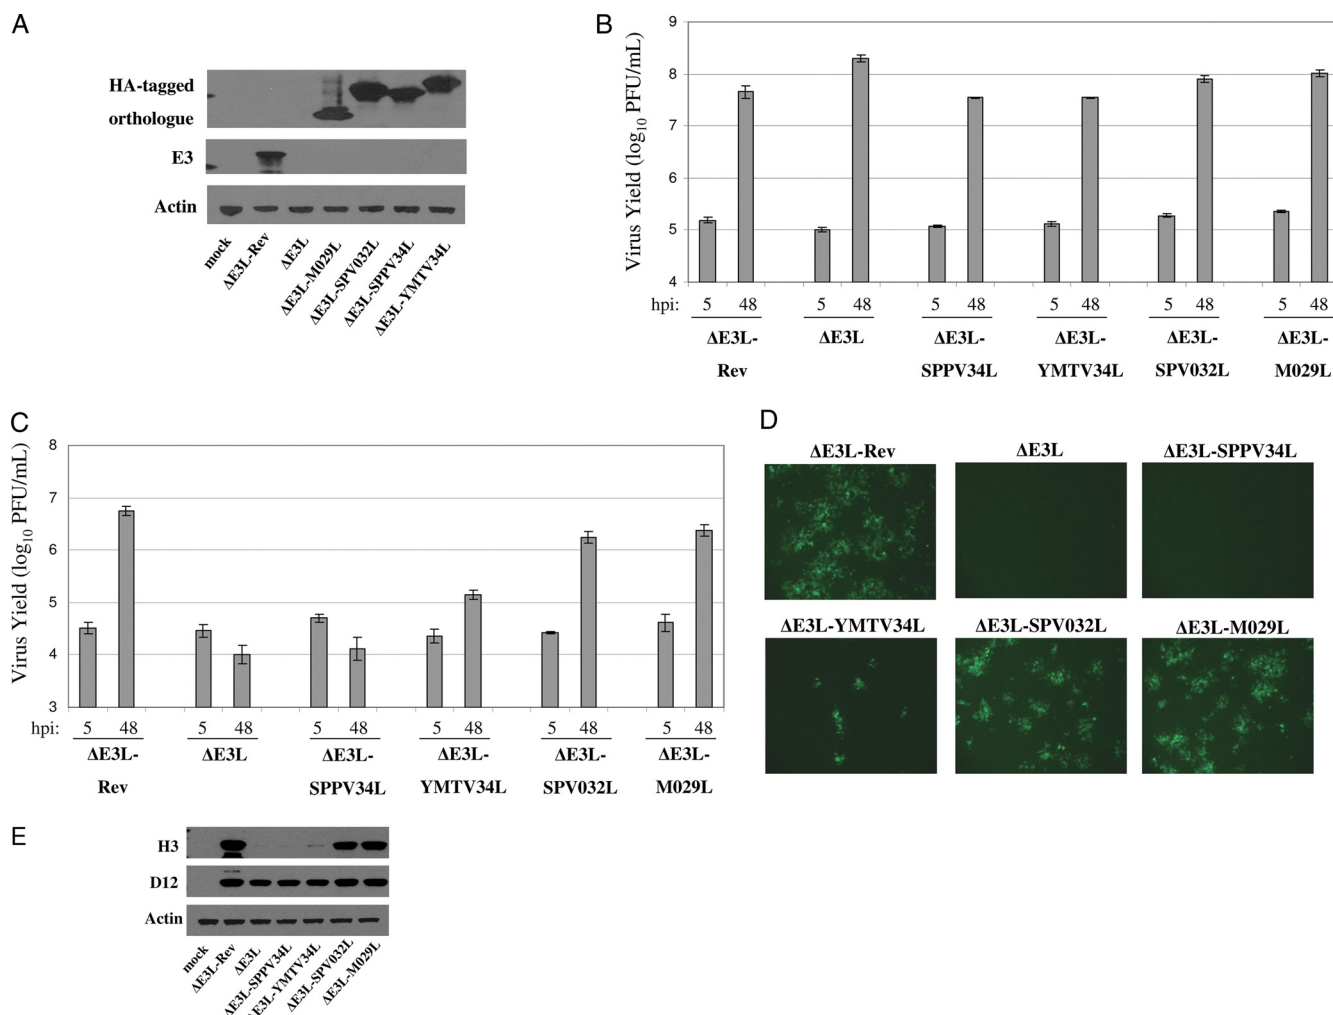 A
HA-tagged
orthologue
E3
Actin
mock
ΔE3L-Rev
ΔE3L
ΔE3L-M029L
ΔE3L-SPV032L
ΔE3L-SPPV34L
ΔE3L-YMTV34L
B
Virus Yield (log10 PFU/mL)
9
8
7
6
5
4
hpi: 5 48 5 48 5 48 5 48 5 48 5 48
ΔE3L- ΔE3L ΔE3L- ΔE3L- ΔE3L- ΔE3L-
Rev SPPV34L YMTV34L SPV032L M029L
C
Virus Yield (log10 PFU/mL)
8
7
6
5
4
3
hpi: 5 48 5 48 5 48 5 48 5 48 5 48
ΔE3L- ΔE3L ΔE3L- ΔE3L- ΔE3L- ΔE3L-
Rev SPPV34L YMTV34L SPV032L M029L
D
ΔE3L-Rev ΔE3L ΔE3L-SPPV34L
ΔE3L-YMTV34L ΔE3L-SPV032L ΔE3L-M029L
E
H3
D12
Actin
mock
ΔE3L-Rev
ΔE3L
ΔE3L-SPPV34L
ΔE3L-YMTV34L
ΔE3L-SPV032L
ΔE3L-M029L